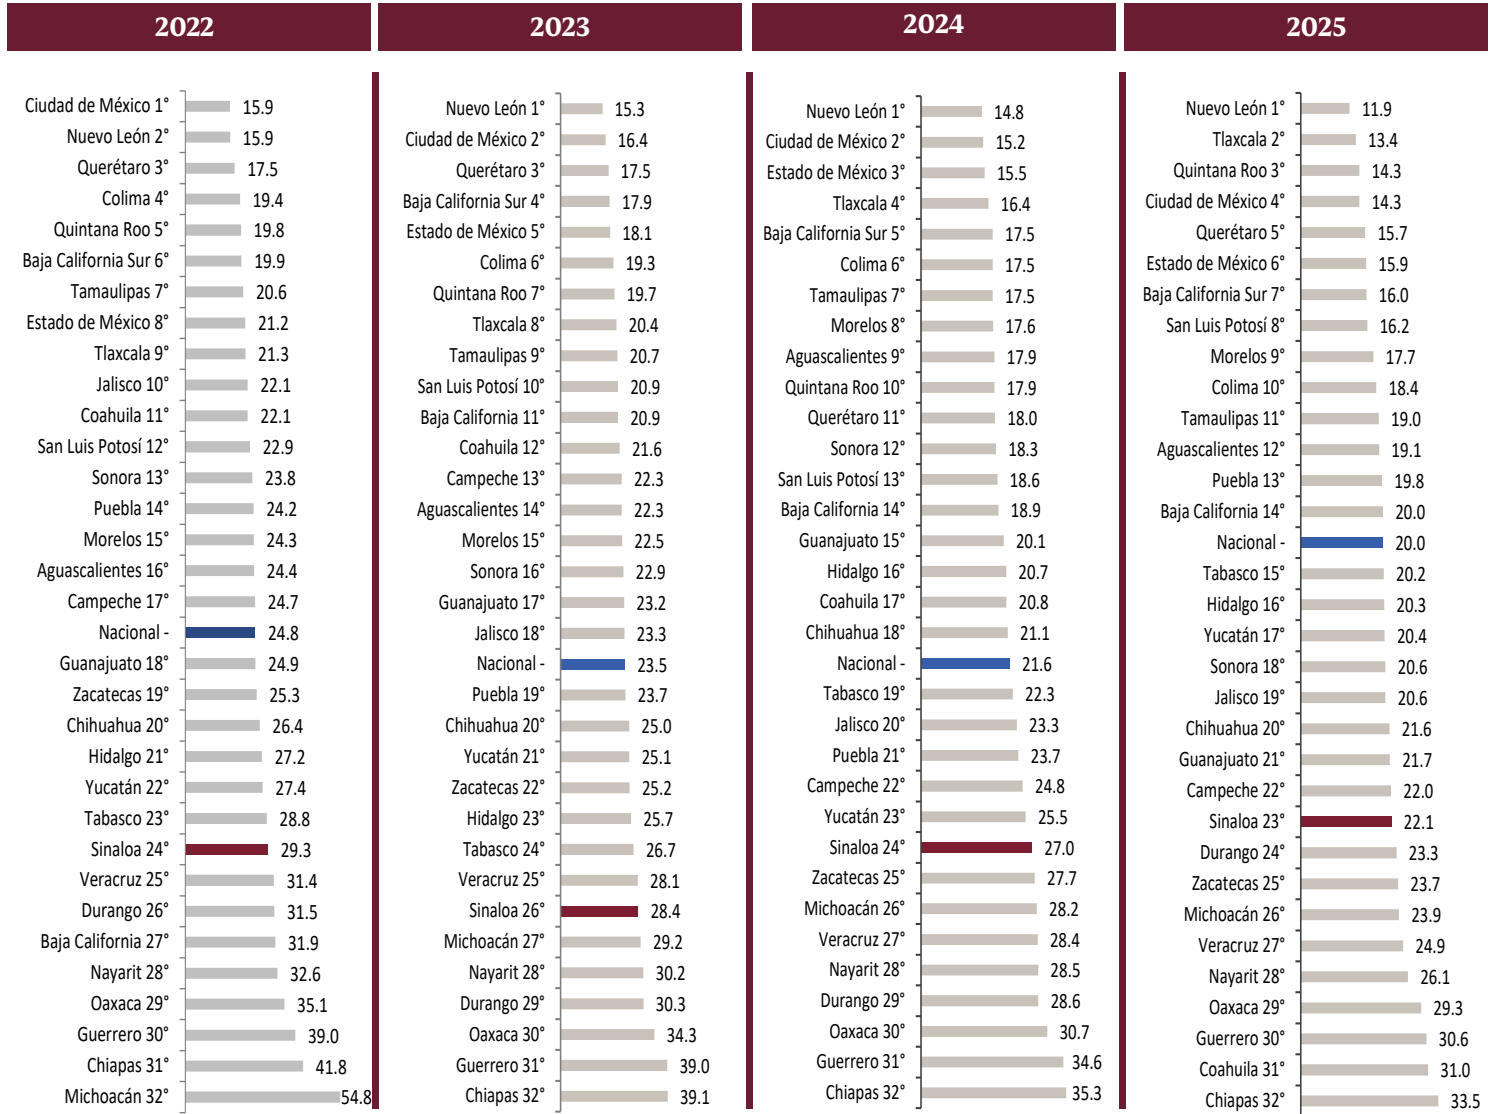 2022
Ciudad de México 1° 15.9
Nuevo León 2° 15.9
Querétaro 3° 17.5
Colima 4° 19.4
Quintana Roo 5° 19.8
Baja California Sur 6° 19.9
Tamaulipas 7° 20.6
Estado de México 8° 21.2
Tlaxcala 9° 21.3
Jalisco 10° 22.1
Coahuila 11° 22.1
San Luis Potosí 12° 22.9
Sonora 13° 23.8
Puebla 14° 24.2
Morelos 15° 24.3
Aguascalientes 16° 24.4
Campeche 17° 24.7
Nacional - 24.8
Guanajuato 18° 24.9
Zacatecas 19° 25.3
Chihuahua 20° 26.4
Hidalgo 21° 27.2
Yucatán 22° 27.4
Tabasco 23° 28.8
Sinaloa 24° 29.3
Veracruz 25° 31.4
Durango 26° 31.5
Baja California 27° 31.9
Nayarit 28° 32.6
Oaxaca 29° 35.1
Guerrero 30° 39.0
Chiapas 31° 41.8
Michoacán 32° 54.8
2023
Nuevo León 1° 15.3
Ciudad de México 2° 16.4
Querétaro 3° 17.5
Baja California Sur 4° 17.9
Estado de México 5° 18.1
Colima 6° 19.3
Quintana Roo 7° 19.7
Tlaxcala 8° 20.4
Tamaulipas 9° 20.7
San Luis Potosí 10° 20.9
Baja California 11° 20.9
Coahuila 12° 21.6
Campeche 13° 22.3
Aguascalientes 14° 22.3
Morelos 15° 22.5
Sonora 16° 22.9
Guanajuato 17° 23.2
Jalisco 18° 23.3
Nacional - 23.5
Puebla 19° 23.7
Chihuahua 20° 25.0
Yucatán 21° 25.1
Zacatecas 22° 25.2
Hidalgo 23° 25.7
Tabasco 24° 26.7
Veracruz 25° 28.1
Sinaloa 26° 28.4
Michoacán 27° 29.2
Nayarit 28° 30.2
Durango 29° 30.3
Oaxaca 30° 34.3
Guerrero 31° 39.0
Chiapas 32° 39.1
2024
Nuevo León 1° 14.8
Ciudad de México 2° 15.2
Estado de México 3° 15.5
Tlaxcala 4° 16.4
Baja California Sur 5° 17.5
Colima 6° 17.5
Tamaulipas 7° 17.5
Morelos 8° 17.6
Aguascalientes 9° 17.9
Quintana Roo 10° 17.9
Querétaro 11° 18.0
Sonora 12° 18.3
San Luis Potosí 13° 18.6
Baja California 14° 18.9
Guanajuato 15° 20.1
Hidalgo 16° 20.7
Coahuila 17° 20.8
Chihuahua 18° 21.1
Nacional - 21.6
Tabasco 19° 22.3
Jalisco 20° 23.3
Puebla 21° 23.7
Campeche 22° 24.8
Yucatán 23° 25.5
Sinaloa 24° 27.0
Zacatecas 25° 27.7
Michoacán 26° 28.2
Veracruz 27° 28.4
Nayarit 28° 28.5
Durango 29° 28.6
Oaxaca 30° 30.7
Guerrero 31° 34.6
Chiapas 32° 35.3
2025
Nuevo León 1° 11.9
Tlaxcala 2° 13.4
Quintana Roo 3° 14.3
Ciudad de México 4° 14.3
Querétaro 5° 15.7
Estado de México 6° 15.9
Baja California Sur 7° 16.0
San Luis Potosí 8° 16.2
Morelos 9° 17.7
Colima 10° 18.4
Tamaulipas 11° 19.0
Aguascalientes 12° 19.1
Puebla 13° 19.8
Baja California 14° 20.0
Nacional - 20.0
Tabasco 15° 20.2
Hidalgo 16° 20.3
Yucatán 17° 20.4
Sonora 18° 20.6
Jalisco 19° 20.6
Chihuahua 20° 21.6
Guanajuato 21° 21.7
Campeche 22° 22.0
Sinaloa 23° 22.1
Durango 24° 23.3
Zacatecas 25° 23.7
Michoacán 26° 23.9
Veracruz 27° 24.9
Nayarit 28° 26.1
Oaxaca 29° 29.3
Guerrero 30° 30.6
Coahuila 31° 31.0
Chiapas 32° 33.5